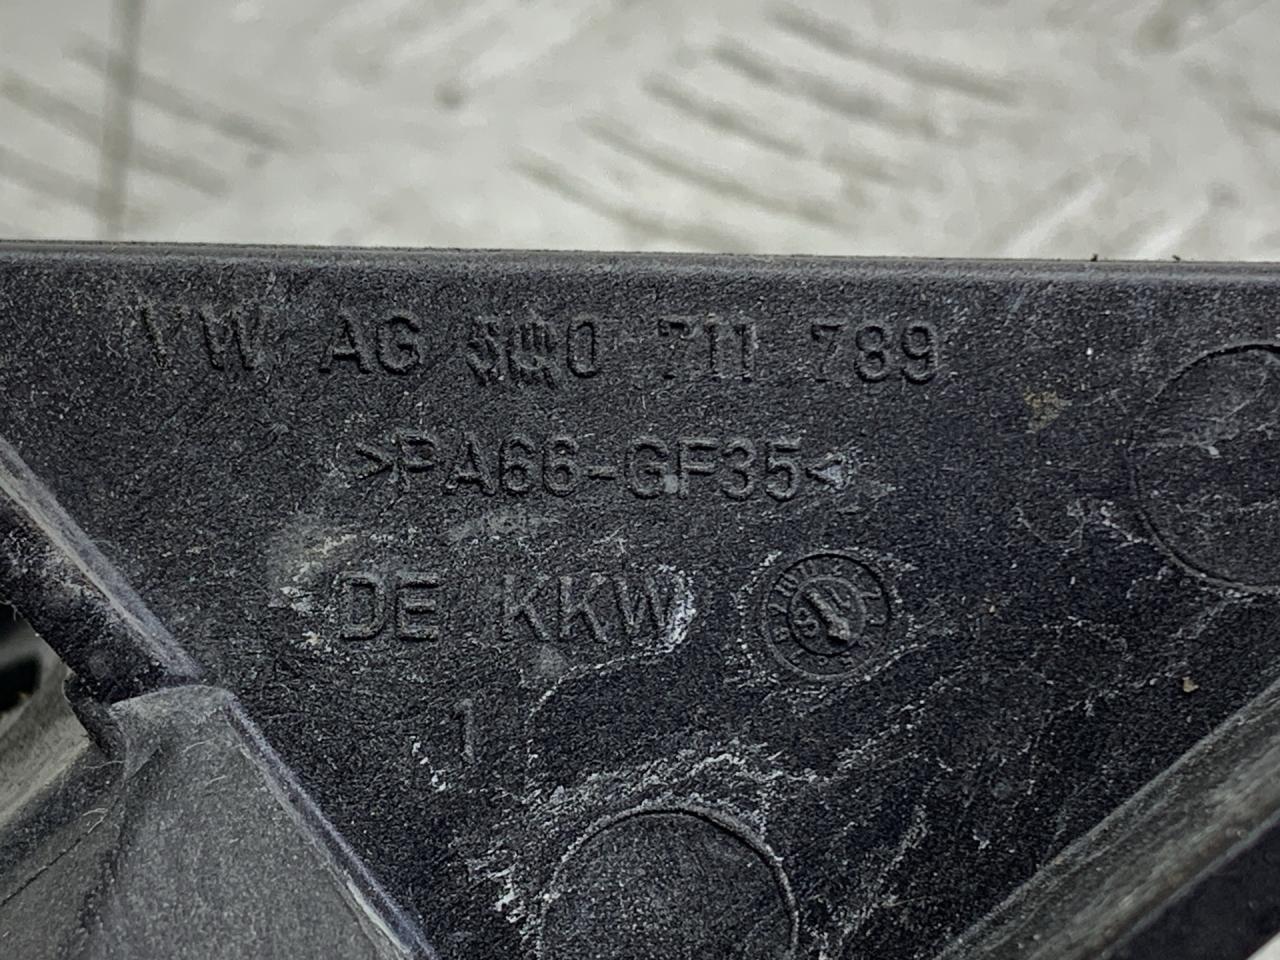 VW AG 5Q0 711 789
>PA66-GF35<
DE KKW
1